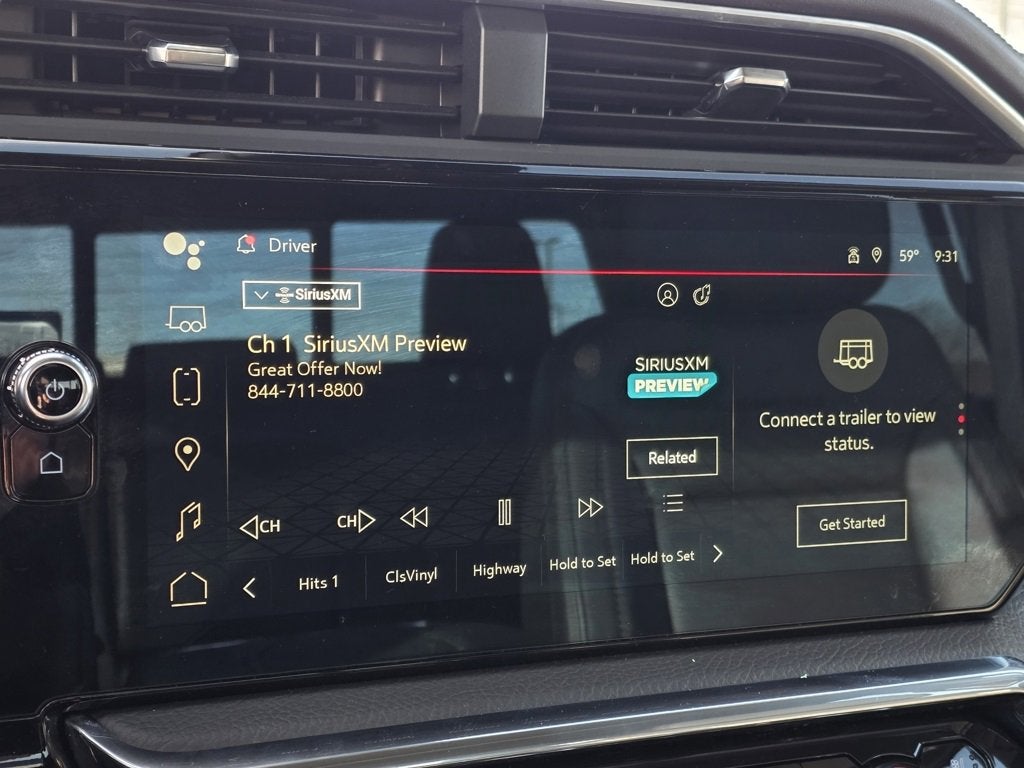 Driver
59° 9:31
SiriusXM
Ch 1 SiriusXM Preview
Great Offer Now!
844-711-8800
SIRIUSXM
PREVIEW
Related
Connect a trailer to view
status.
Get Started
CH
CH
Hits 1
ClsVinyl
Highway
Hold to Set
Hold to Set